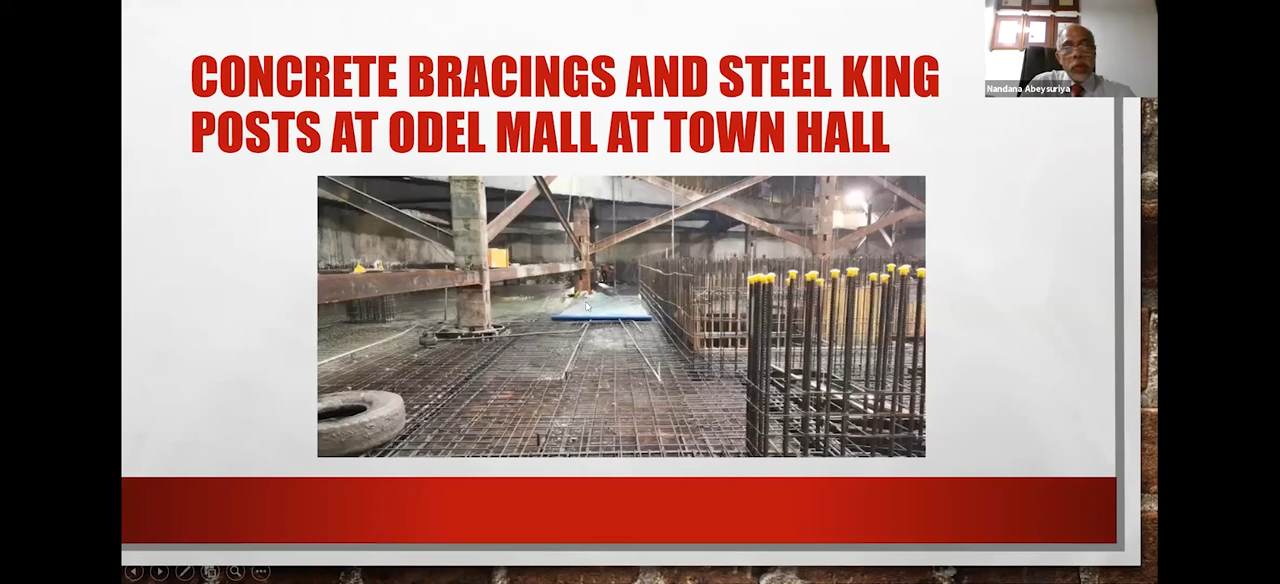 CONCRETE BRACINGS AND STEEL KING
POSTS AT ODEL MALL AT TOWN HALL
Nandana Abeysuriya